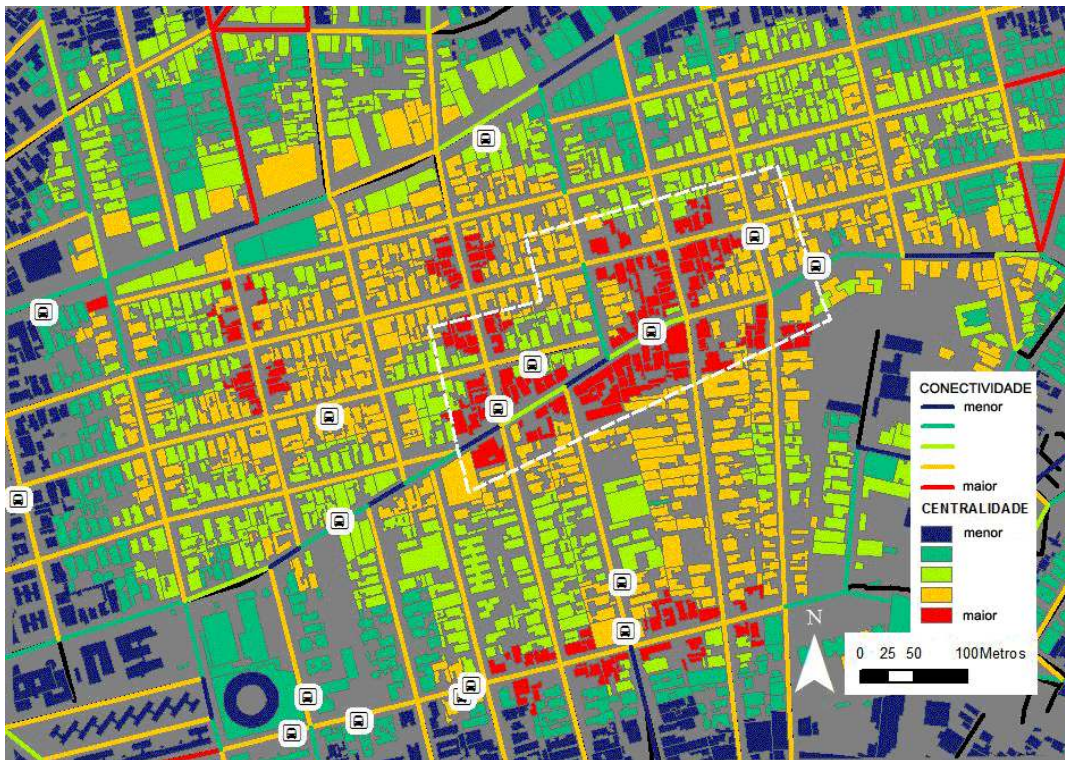 CONECTIVIDADE
menor
maior
CENTRALIDADE
menor
maior
N
0 25 50 100Metros